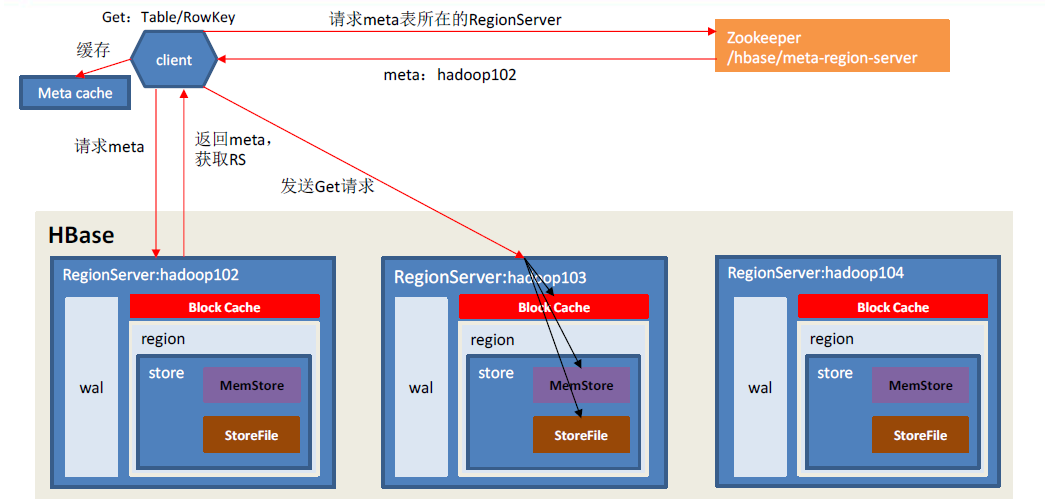 Get：Table/RowKey
请求meta表所在的RegionServer
Zookeeper
/hbase/meta-region-server
缓存
client
meta：hadoop102
Meta cache
请求meta
返回meta，
获取RS
发送Get请求
HBase
RegionServer:hadoop102
Block Cache
region
wal
store
MemStore
StoreFile
RegionServer:hadoop103
Block Cache
region
wal
store
MemStore
StoreFile
RegionServer:hadoop104
Block Cache
region
wal
store
MemStore
StoreFile